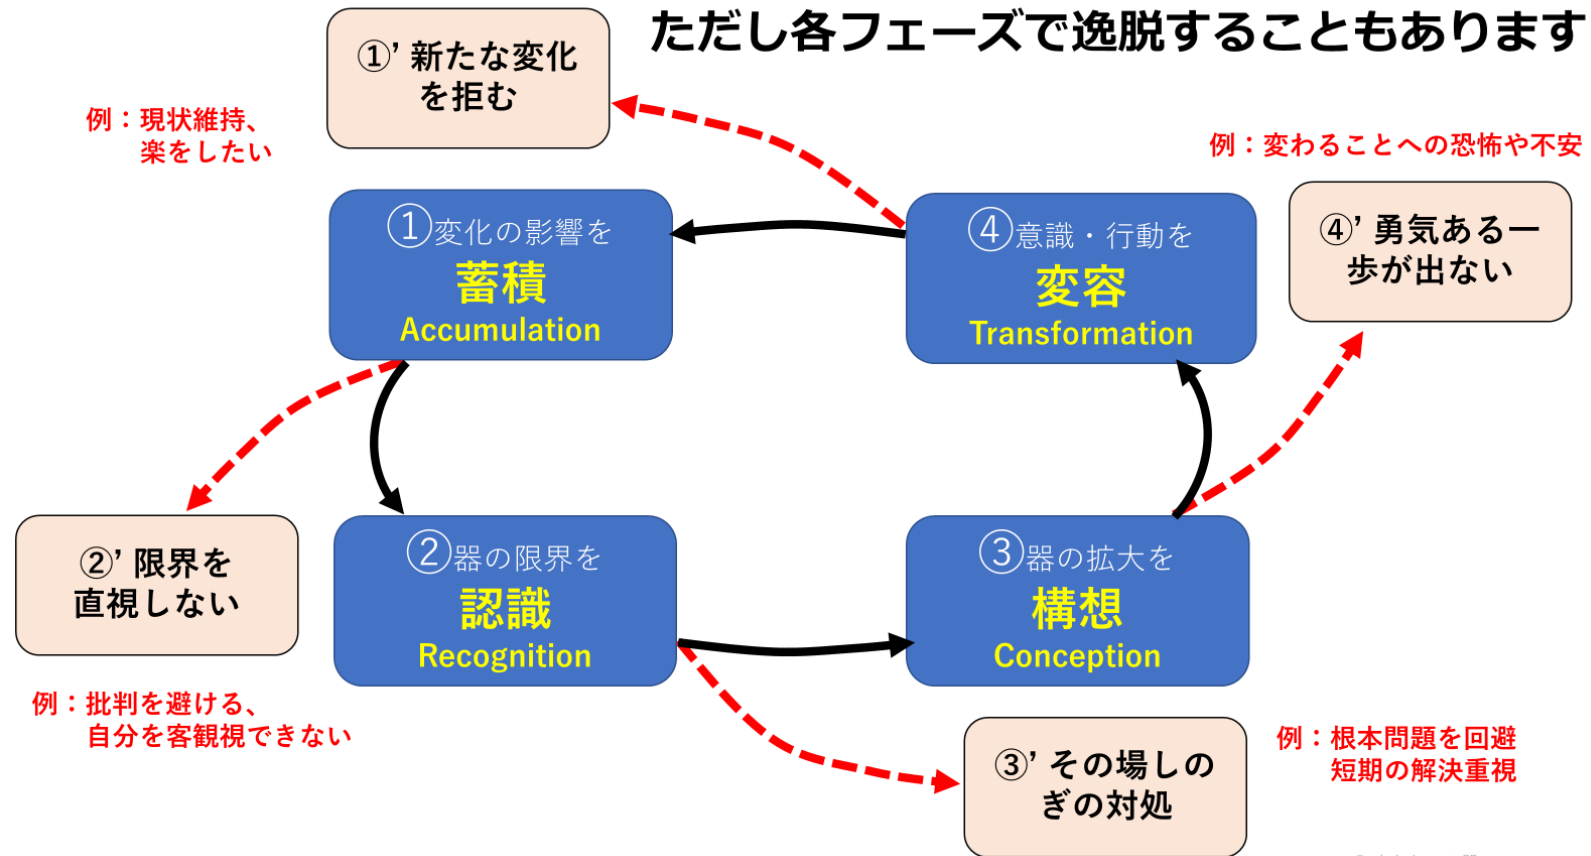 ただし各フェーズで逸脱することもあります
①’ 新たな変化
を拒む
例：現状維持、
楽をしたい
例：変わることへの恐怖や不安
①変化の影響を
蓄積
Accumulation
④意識・行動を
変容
Transformation
④’ 勇気ある一
歩が出ない
②’ 限界を
直視しない
②器の限界を
認識
Recognition
③器の拡大を
構想
Conception
例：批判を避ける、
自分を客観視できない
③’ その場しの
ぎの対処
例：根本問題を回避
短期の解決重視